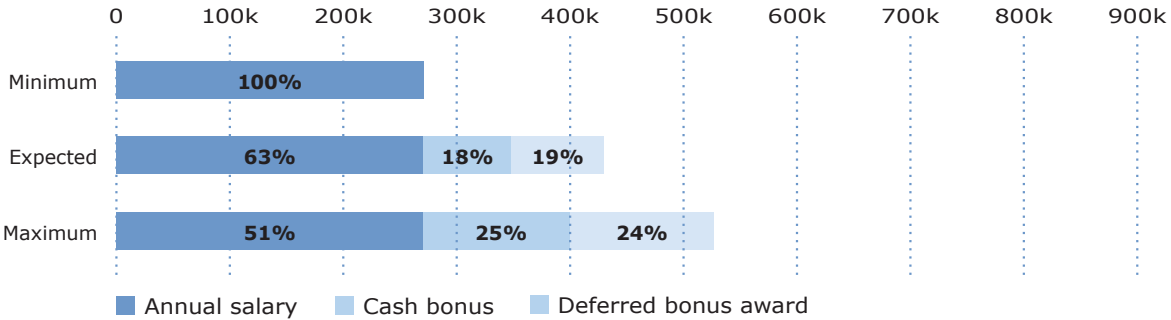 0 100k 200k 300k 400k 500k 600k 700k 800k 900k
Minimum 100%
Expected 63% 18% 19%
Maximum 51% 25% 24%
Annual salary Cash bonus Deferred bonus award